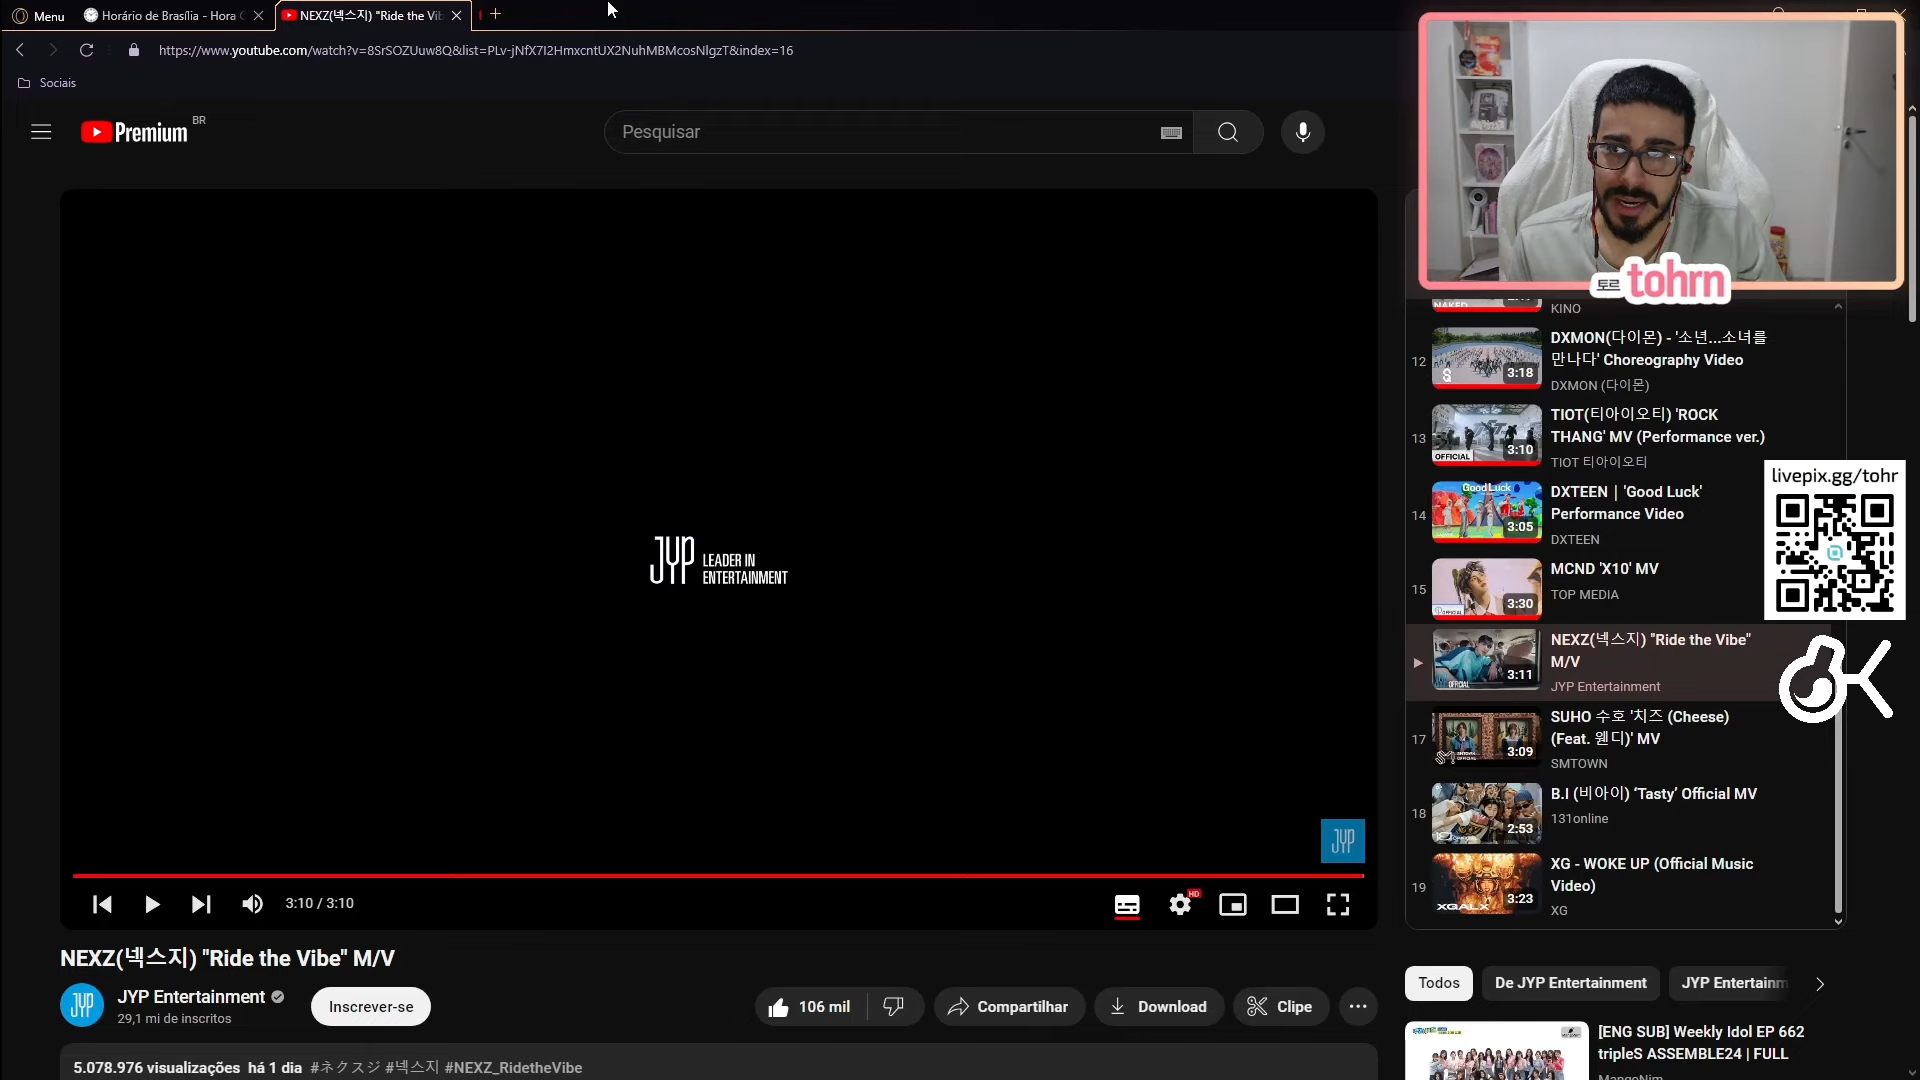 Menu
Horário de Brasília - Hora
NEXZ(넥스지) "Ride the Vib
https://www.youtube.com/watch?v=8SrSOZUuw8Q&list=PLv-jNfX7I2HmxcntUX2NuhMBMcosNlgzT&index=16
Sociais
Premium
BR
Pesquisar
토르 tohrn
JYP LEADER IN
ENTERTAINMENT
JYP
3:10 / 3:10
HD
NEXZ(넥스지) "Ride the Vibe" M/V
JYP
JYP Entertainment
29,1 mi de inscritos
Inscrever-se
106 mil
Compartilhar
Download
Clipe
5.078.976 visualizações há 1 dia #ネクスジ #넥스지 #NEXZ_RidetheVibe
NAKED
KINO
12
3:18
DXMON(다이몬) - '소년...소녀를
만나다' Choreography Video
DXMON (다이몬)
13
OFFICIAL
3:10
TIOT(티아이오티) 'ROCK
THANG' MV (Performance ver.)
TIOT 티아이오티
14
Good Luck
3:05
DXTEEN | 'Good Luck'
Performance Video
DXTEEN
15
3:30
MCND 'X10' MV
TOP MEDIA
OFFICIAL
3:11
NEXZ(넥스지) "Ride the Vibe"
M/V
JYP Entertainment
17
3:09
SUHO 수호 '치즈 (Cheese)
(Feat. 웬디)' MV
SMTOWN
18
2:53
B.I (비아이) ‘Tasty’ Official MV
131online
19
XGALX
3:23
XG - WOKE UP (Official Music
Video)
XG
livepix.gg/tohr
OK
Todos
De JYP Entertainment
JYP Entertainm
[ENG SUB] Weekly Idol EP 662
tripleS ASSEMBLE24 | FULL